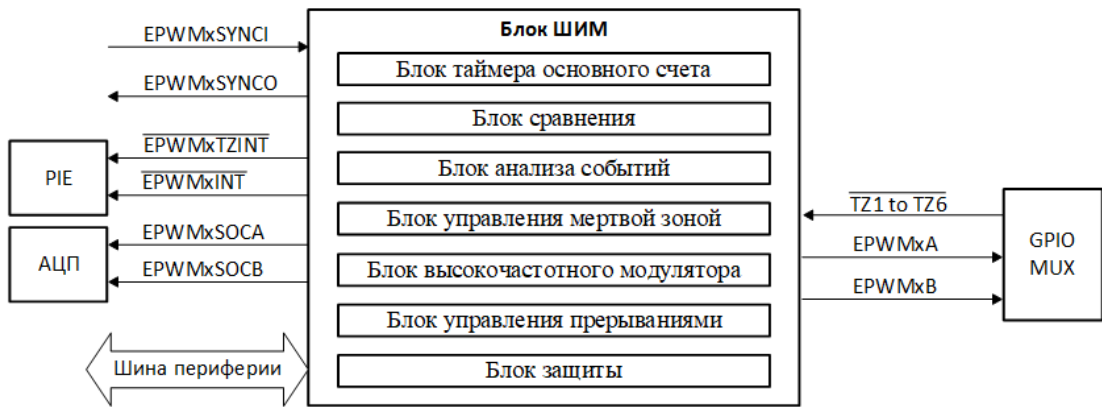 Блок ШИМ
EPWMxSYNCI
Блок таймера основного счета
EPWMxSYNCO
Блок сравнения
EPWMxTZINT
PIE
Блок анализа событий
EPWMxINT
TZ1 to TZ6
Блок управления мертвой зоной
EPWMxSOCA
EPWMxA
GPIO
MUX
АЦП
EPWMxSOCB
Блок высокочастотного модулятора
EPWMxB
Блок управления прерываниями
Шина периферии
Блок защиты